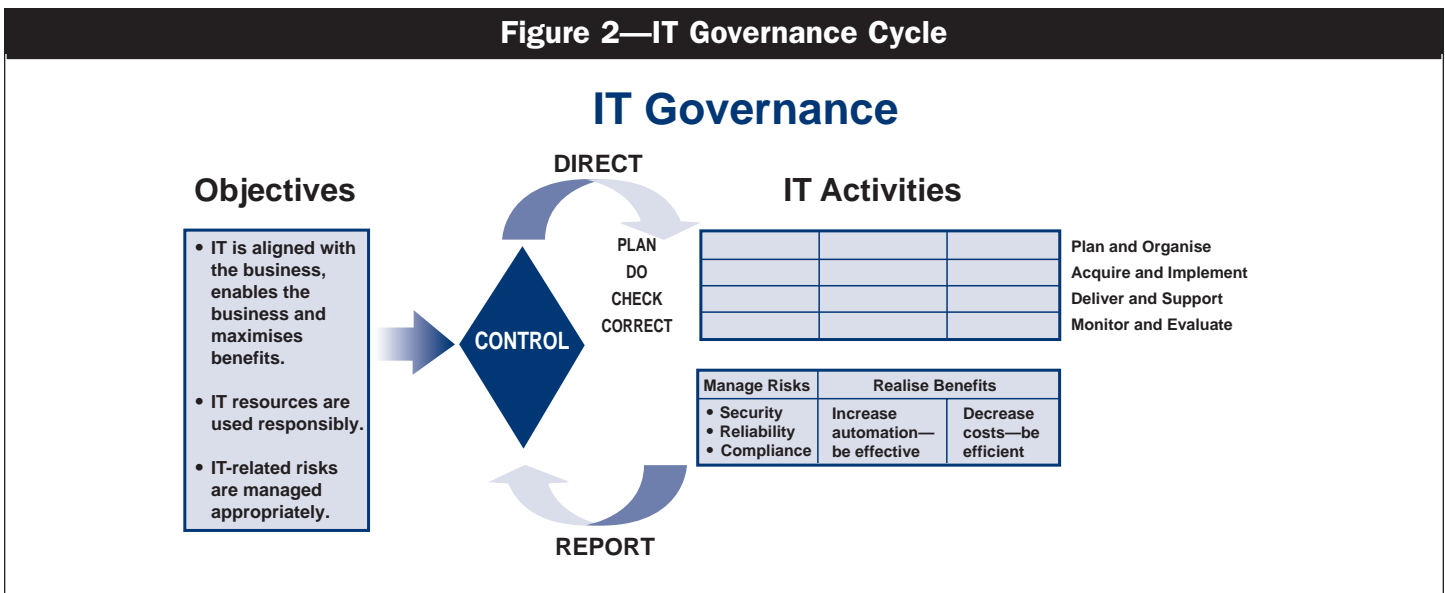 Figure 2—IT Governance Cycle
IT Governance
DIRECT
Objectives
IT Activities
• IT is aligned with
the business,
enables the
business and
maximises
benefits.
• IT resources are
used responsibly.
• IT-related risks
are managed
appropriately.
CONTROL
PLAN
DO
CHECK
CORRECT
Plan and Organise
Acquire and Implement
Deliver and Support
Monitor and Evaluate
Manage Risks
• Security
• Reliability
• Compliance
Realise Benefits
Increase
automation—
be effective
Decrease
costs—be
efficient
REPORT